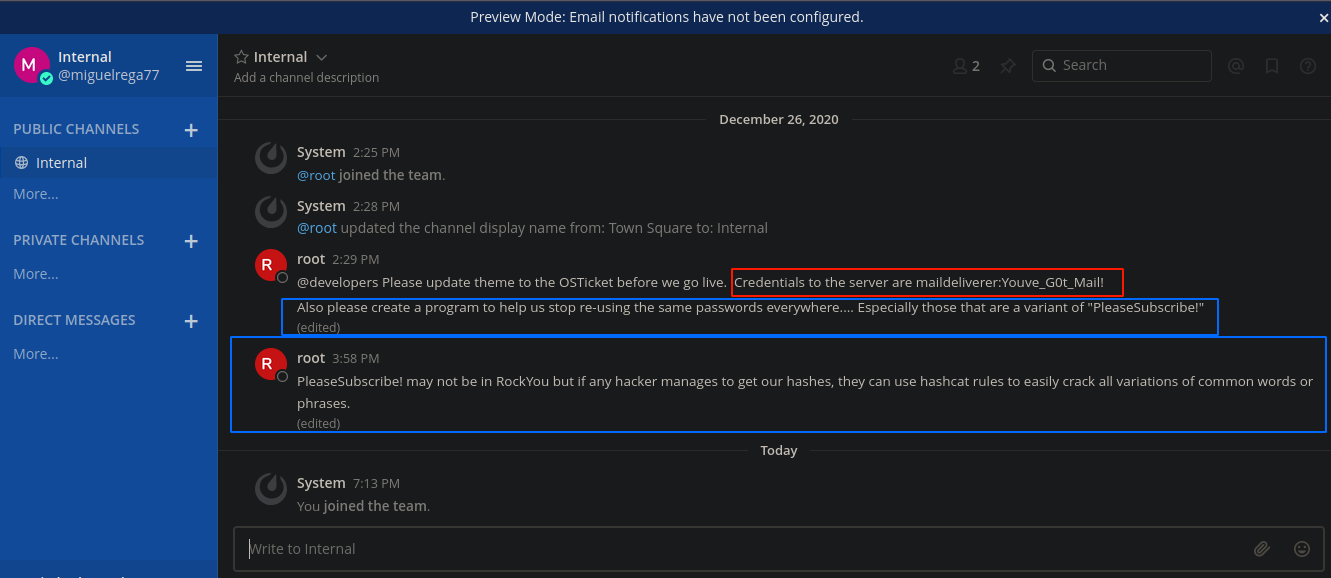 Preview Mode: Email notifications have not been configured.
M
Internal
@miguelrega77
Internal
Add a channel description
2
Search
PUBLIC CHANNELS
Internal
More...
PRIVATE CHANNELS
More...
DIRECT MESSAGES
More...
December 26, 2020
System 2:25 PM
@root joined the team.
System 2:28 PM
@root updated the channel display name from: Town Square to: Internal
R
root 2:29 PM
@developers Please update theme to the OSTicket before we go live. Credentials to the server are maildeliverer:Youve_G0t_Mail!
Also please create a program to help us stop re-using the same passwords everywhere.... Especially those that are a variant of "PleaseSubscribe!"
(edited)
R
root 3:58 PM
PleaseSubscribe! may not be in RockYou but if any hacker manages to get our hashes, they can use hashcat rules to easily crack all variations of common words or
phrases.
(edited)
Today
System 7:13 PM
You joined the team.
Write to Internal